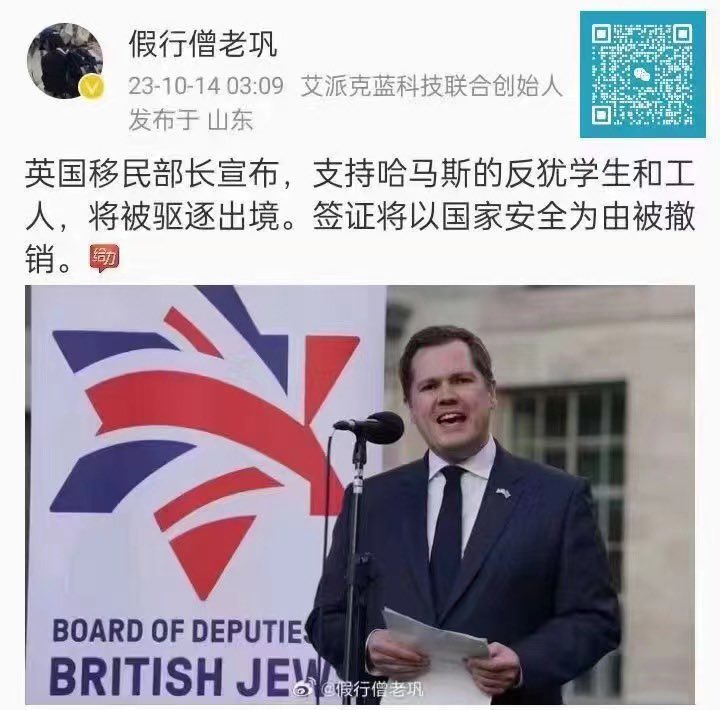 假行僧老巩
23-10-14 03:09 艾派克蓝科技联合创始人
发布于 山东
英国移民部长宣布，支持哈马斯的反犹学生和工
人，将被驱逐出境。签证将以国家安全为由被撤
销。
给力
BOARD OF DEPUTIES
BRITISH JEW
@假行僧老巩